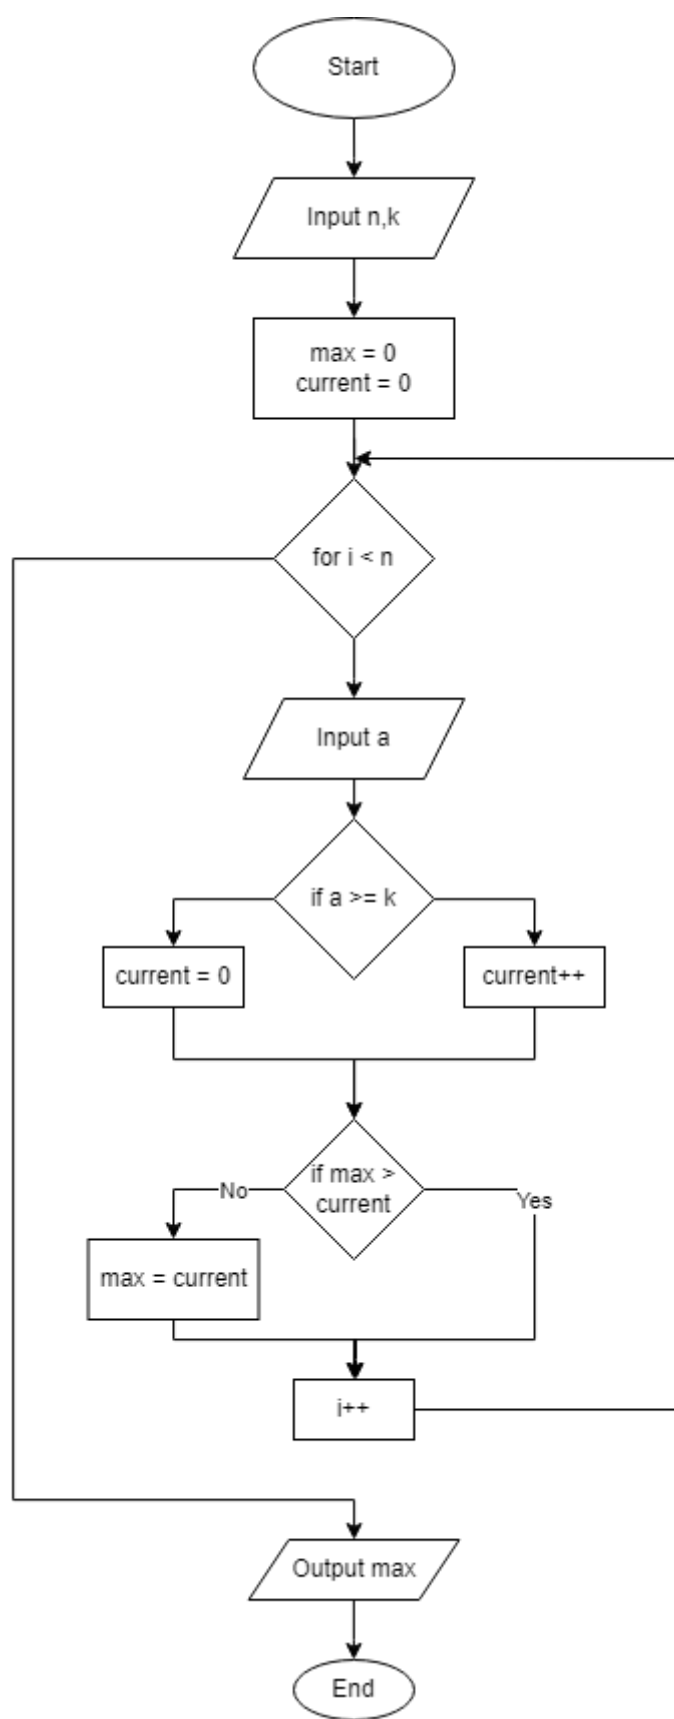 Start
Input n,k
max = 0
current = 0
for i < n
Input a
if a >= k
current = 0
current++
if max >
current
No
Yes
max = current
i++
Output max
End